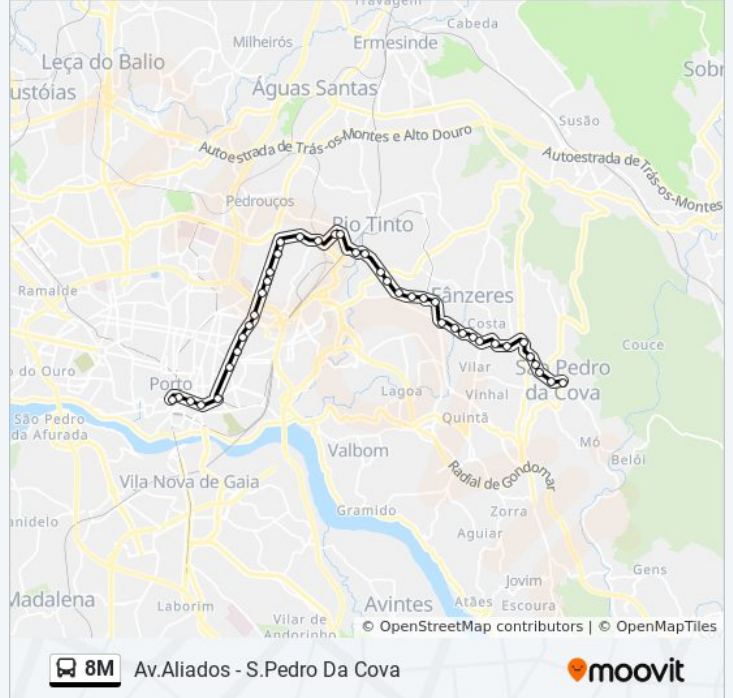 Travagem
Cabeda
Milheirós
Ermesinde
Leça do Balio
Sobr
ustóias
Águas Santas
Susão
Autoestrada de Trás-os-Montes e Alto Douro
Autoestrada de Trás-os-Montes
Pedrouços
Rio Tinto
Ramalde
Fânzeres
Costa
Couce
do Ouro
Porto
Vilar
São Pedro
da Cova
Lagoa
Vinhal
São Pedro
da Afurada
Quintã
Mó
Valbom
Belói
Vila Nova de Gaia
Radial de Gondomar
anidelo
Gramido
Zorra
Aguiar
Gens
Jovim
Madalena
Laborim
Avintes
Atães
Escoura
Vilar de
Andorinho
© OpenStreetMap contributors | © OpenMapTiles
8M Av.Aliados - S.Pedro Da Cova
moovit